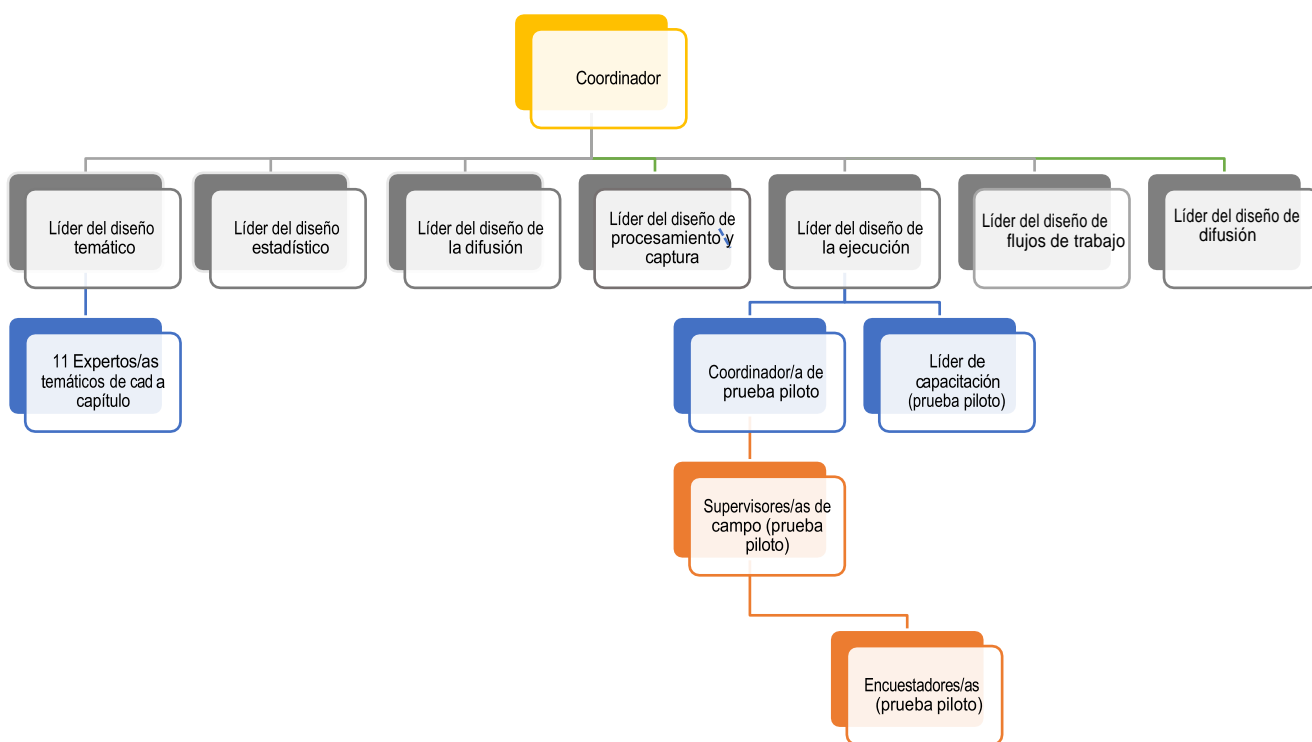 Coordinador
Líder del diseño
temático
Líder del diseño
estadístico
Líder del diseño de
la difusión
Líder del diseño de
procesamiento y
captura
Líder del diseño de
la ejecución
Líder del diseño de
flujos de trabajo
Líder del diseño de
difusión
11 Expertos/as
temáticos de cad a
capítulo
Coordinador/a de
prueba piloto
Líder de
capacitación
(prueba piloto)
Supervisores/as de
campo (prueba
piloto)
Encuestadores/as
(prueba piloto)